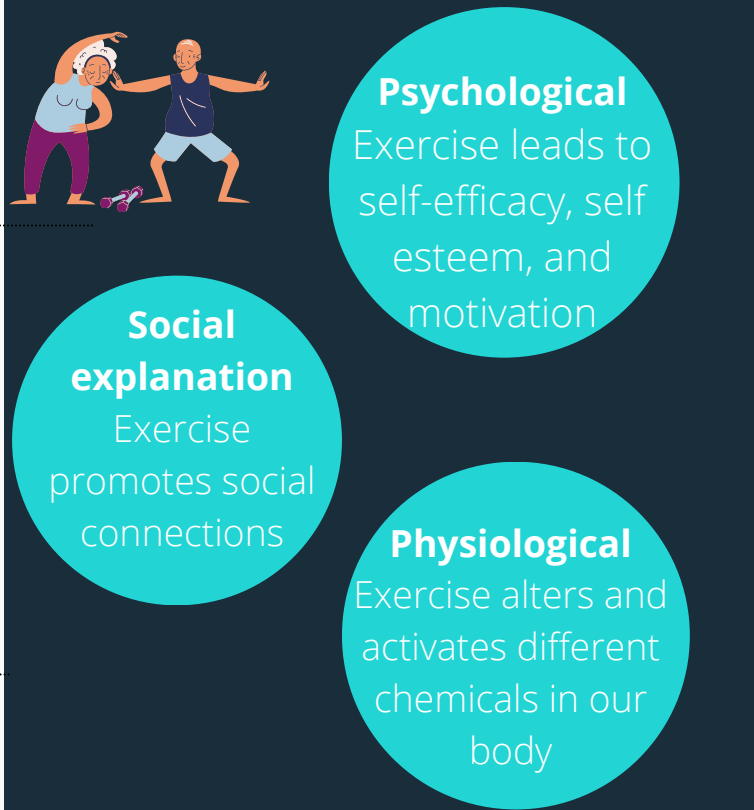 Psychological
Exercise leads to
self-efficacy, self
esteem, and
motivation
Social
explanation
Exercise
promotes social
connections
Physiological
Exercise alters and
activates different
chemicals in our
body